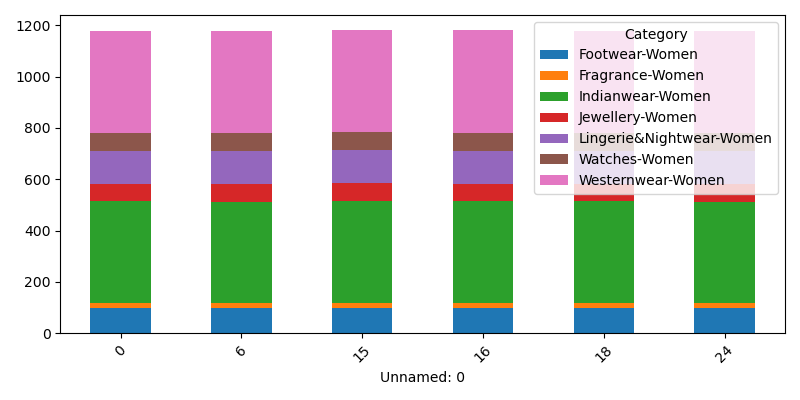 1200
1000
800
600
400
200
0
Category
Footwear-Women
Fragrance-Women
Indianwear-Women
Jewellery-Women
Lingerie&Nightwear-Women
Watches-Women
Westernwear-Women
0 6 15 16 18 24
Unnamed: 0